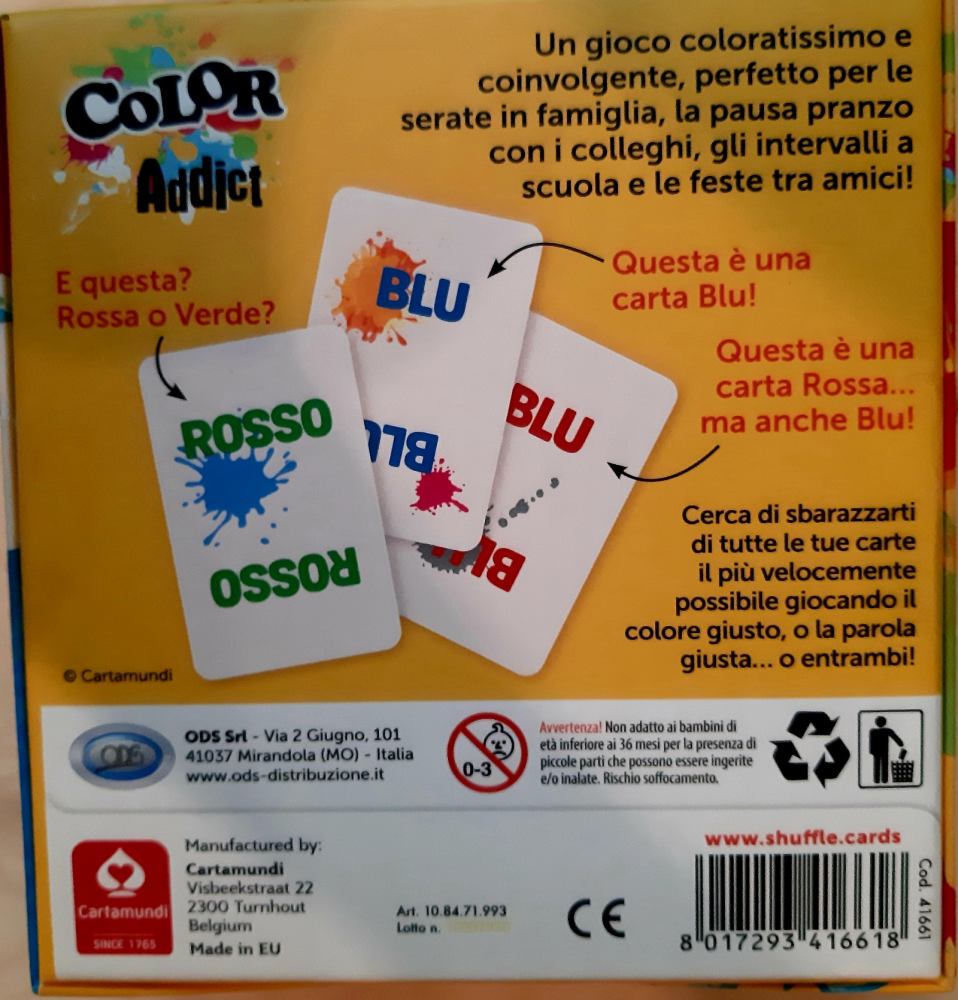 COLOR
Addict
Un gioco coloratissimo e
coinvolgente, perfetto per le
serate in famiglia, la pausa pranzo
con i colleghi, gli intervalli a
scuola e le feste tra amici!
E questa?
Rossa o Verde?
Questa è una
carta Blu!
Questa è una
carta Rossa...
ma anche Blu!
BLU
BLU
BLU
BLU
ROSSO
ROSSO
Cerca di sbarazzarti
di tutte le tue carte
il più velocemente
possibile giocando il
colore giusto, o la parola
giusta... o entrambi!
© Cartamundi
ODS
ODS Srl - Via 2 Giugno, 101
41037 Mirandola (MO) - Italia
www.ods-distribuzione.it
0-3
Avvertenza! Non adatto ai bambini di
età inferiore ai 36 mesi per la presenza di
piccole parti che possono essere ingerite
e/o inalate. Rischio soffocamento.
Cartamundi
SINCE 1765
Manufactured by:
Cartamundi
Visbeekstraat 22
2300 Turnhout
Belgium
Made in EU
Art. 10.84.71.993
Lotto n.
CE
www.shuffle.cards
8 017293 416618
Cod. 41661